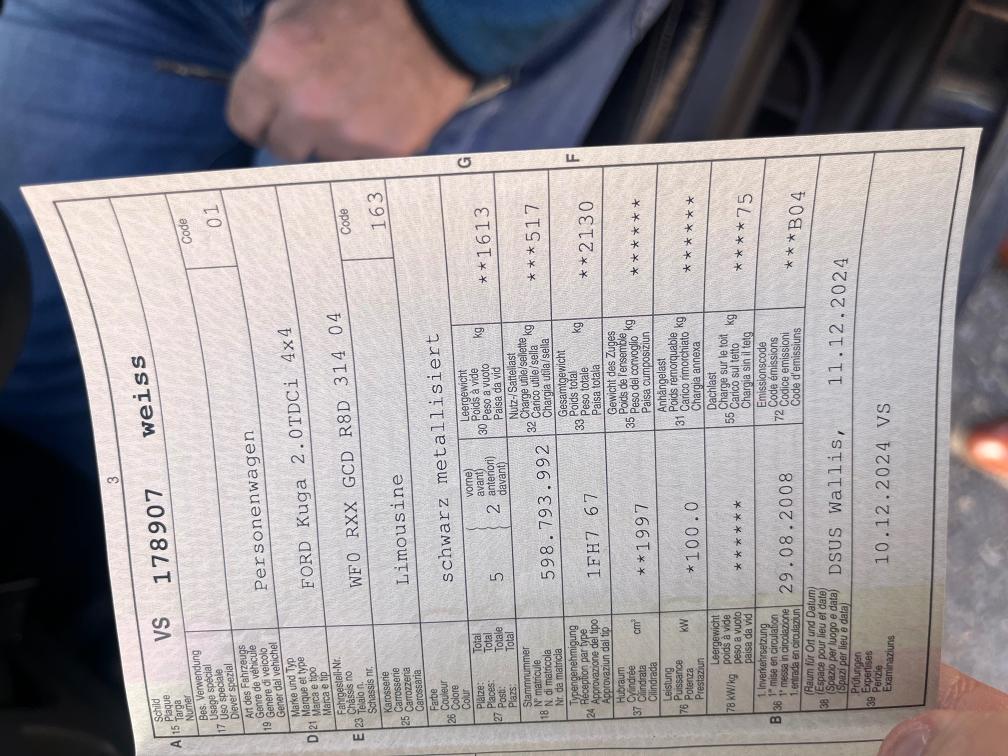 3
A 15 Schild
Plaque
Targa
Numer
VS 178907 weiss
Bes. Verwendung
Usage spécial
17 Uso speciale
Diever spezial
Code
Art des Fahrzeugs
Genre de véhicule
19 Genere di veicolo
Gener dal vehichel
Personenwagen
01
Marke und Typ
Marque et type
D 21 Marca e tipo
Marca e tip
FORD Kuga 2.0TDCi 4x4
Fahrgestell-Nr.
Châssis no
E 23 Telaio n.
Schassis nr.
WF0 RXX GCD R8D 314 04
Code
Karosserie
Carrosserie
25 Carrozzeria
Carossaria
Limousine
163
Farbe
Couleur
26 Colore
Colur
schwarz metallisiert
Plätze: Total
Places: Total
27 Posti: Totale
Plazs: Total
5
vorne)
avant)
2 anteriori)
davant)
Leergewicht
Poids à vide
30 Peso a vuoto kg
Paisa da vid
**1613
G
Stammnummer
N° matricule
18 N. di matricola
Nr. da matricla
598.793.992
Nutz-/Sattellast
Charge utile/sellette kg
32 Carico utile/sella
Chargia utila/sella
***517
Typengenehmigung
Réception par type
24 Approvazione del tipo
Approvaziun dal tip
1FH7 67
Gesamtgewicht
Poids total
33 Peso totale kg
Paisa totala
**2130
F
Hubraum
Cylindrée
37 Cilindrata cm³
Cilindrada
**1997
Gewicht des Zuges
Poids de l'ensemble
35 Peso del convoglio kg
Paisa cumposiziun
******
Leistung
Puissance
76 Potenza kW
Prestaziun
*100.0
Anhängelast
Poids remorquable
31 Carico rimorchiato kg
Chargia annexa
******
Leergewicht
poids à vide
78 kW/kg peso a vuoto
paisa da vid
******
Dachlast
Charge sur le toit
55 Carico sul tetto kg
Chargia sin il tetg
****75
1. Inverkehrsetzung
1re mise en circulation
B 36 1a messa in circolazione
1. entrada en circulaziun
29.08.2008
Emissionscode
Code émissions
72 Codice emissioni
Code d'emissiuns
***B04
(Raum für Ort und Datum)
(Espace pour lieu et date)
38 (Spazio per luogo e data)
(Spazi per lieu e data)
DSUS Wallis, 11.12.2024
Prüfungen
Expertises
39 Perizie
Examinaziuns
10.12.2024 VS